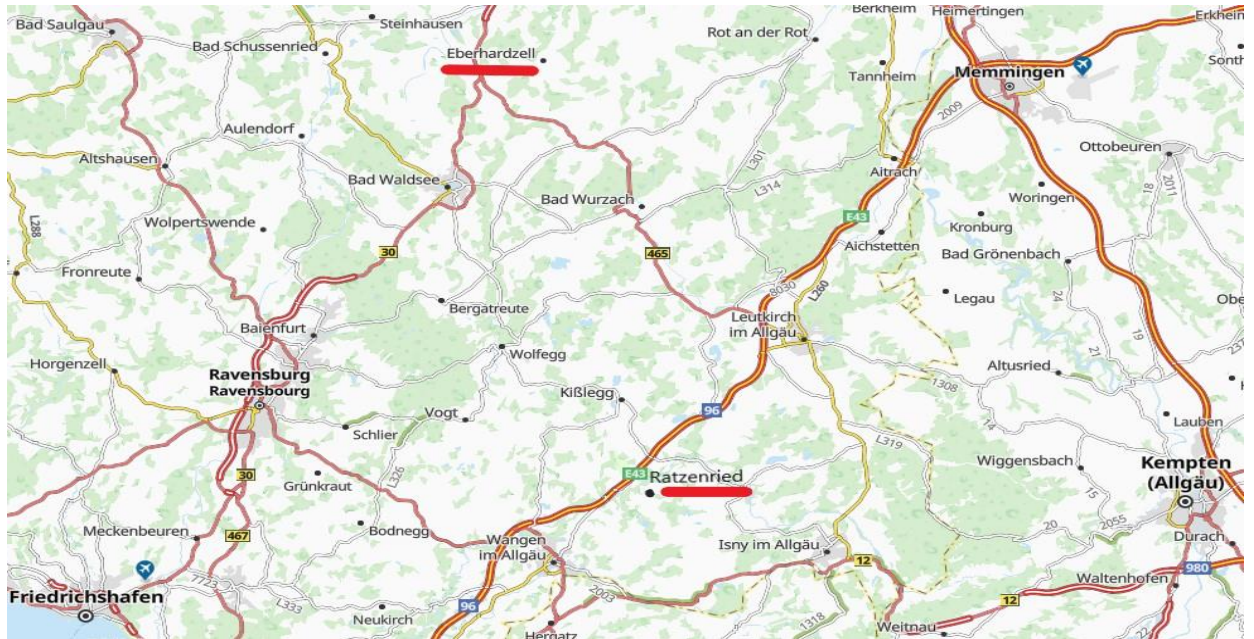 Bad Saulgau
Steinhausen
Berkheim
Heimertingen
Erkheim
Bad Schussenried
Eberhardzell
Rot an der Rot
Tannheim
Memmingen
Sonth
2009
Aulendorf
L301
Ottobeuren
Altshausen
Aitrach
Bad Waldsee
L314
18
2011
Woringen
Bad Wurzach
E43
Wolpertswende
Kronburg
L288
Aichstetten
30
465
Bad Grönenbach
Fronreute
8030
L260
Legau
24
Obe
Bergatreute
Leutkirch
im Allgäu
19
Baienfurt
Wolfegg
21
237
Horgenzell
Altusried
Ravensburg
Ravensbourg
Kißlegg
1308
96
Lauben
Vogt
14
Schlier
L319
Wiggensbach
Kempten
(Allgäu)
E43
Ratzenried
30
Grünkraut
L326
15
Meckenbeuren
467
Bodnegg
Wangen
im Allgäu
Isny im Allgäu
20
2055
Durach
12
980
Friedrichshafen
7723
L333
2003
Waltenhofen
96
Neukirch
12
1318
Weitnau
22
Hergatz